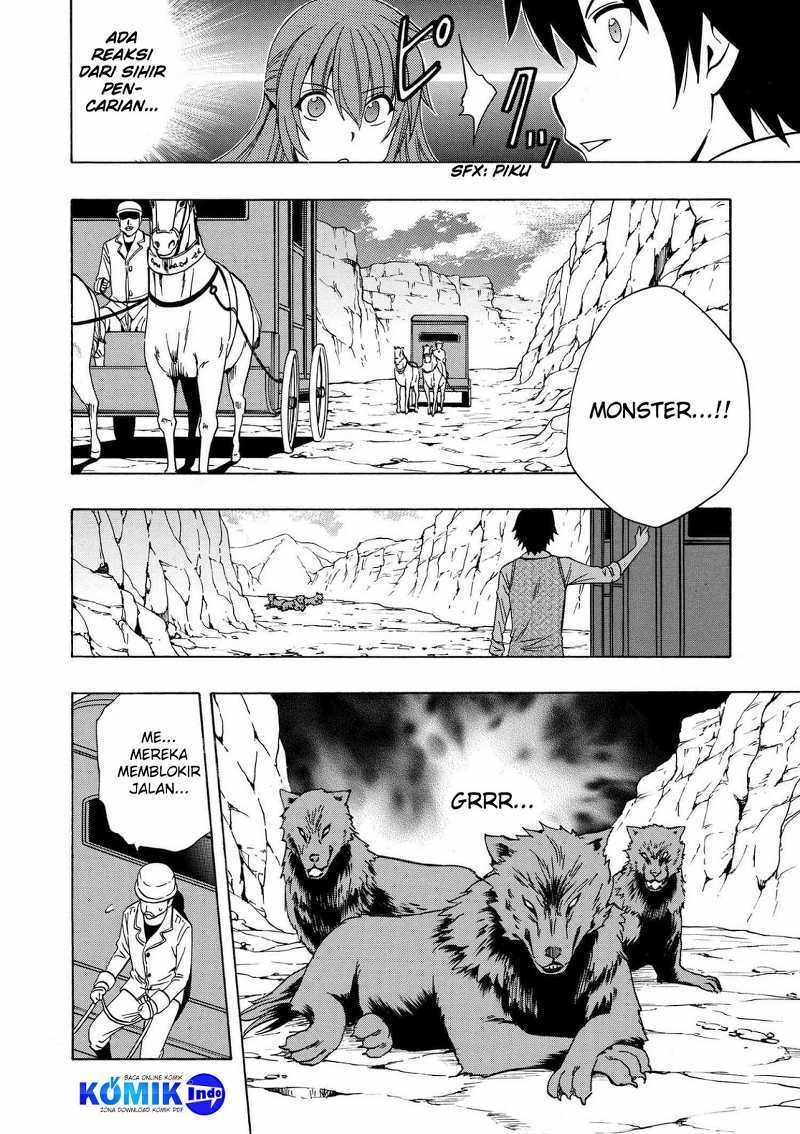 ADA
REAKSI
DARI SIHIR
PEN-
CARIAN...
ピクッ
SFX: PIKU
MONSTER...!!
ME...
MEREKA
MEMBLOKIR
JALAN...
GRRR...
BACA ONLINE KOMIK
KOMIK Indo
ZONA DOWNLOAD KOMIK PDF